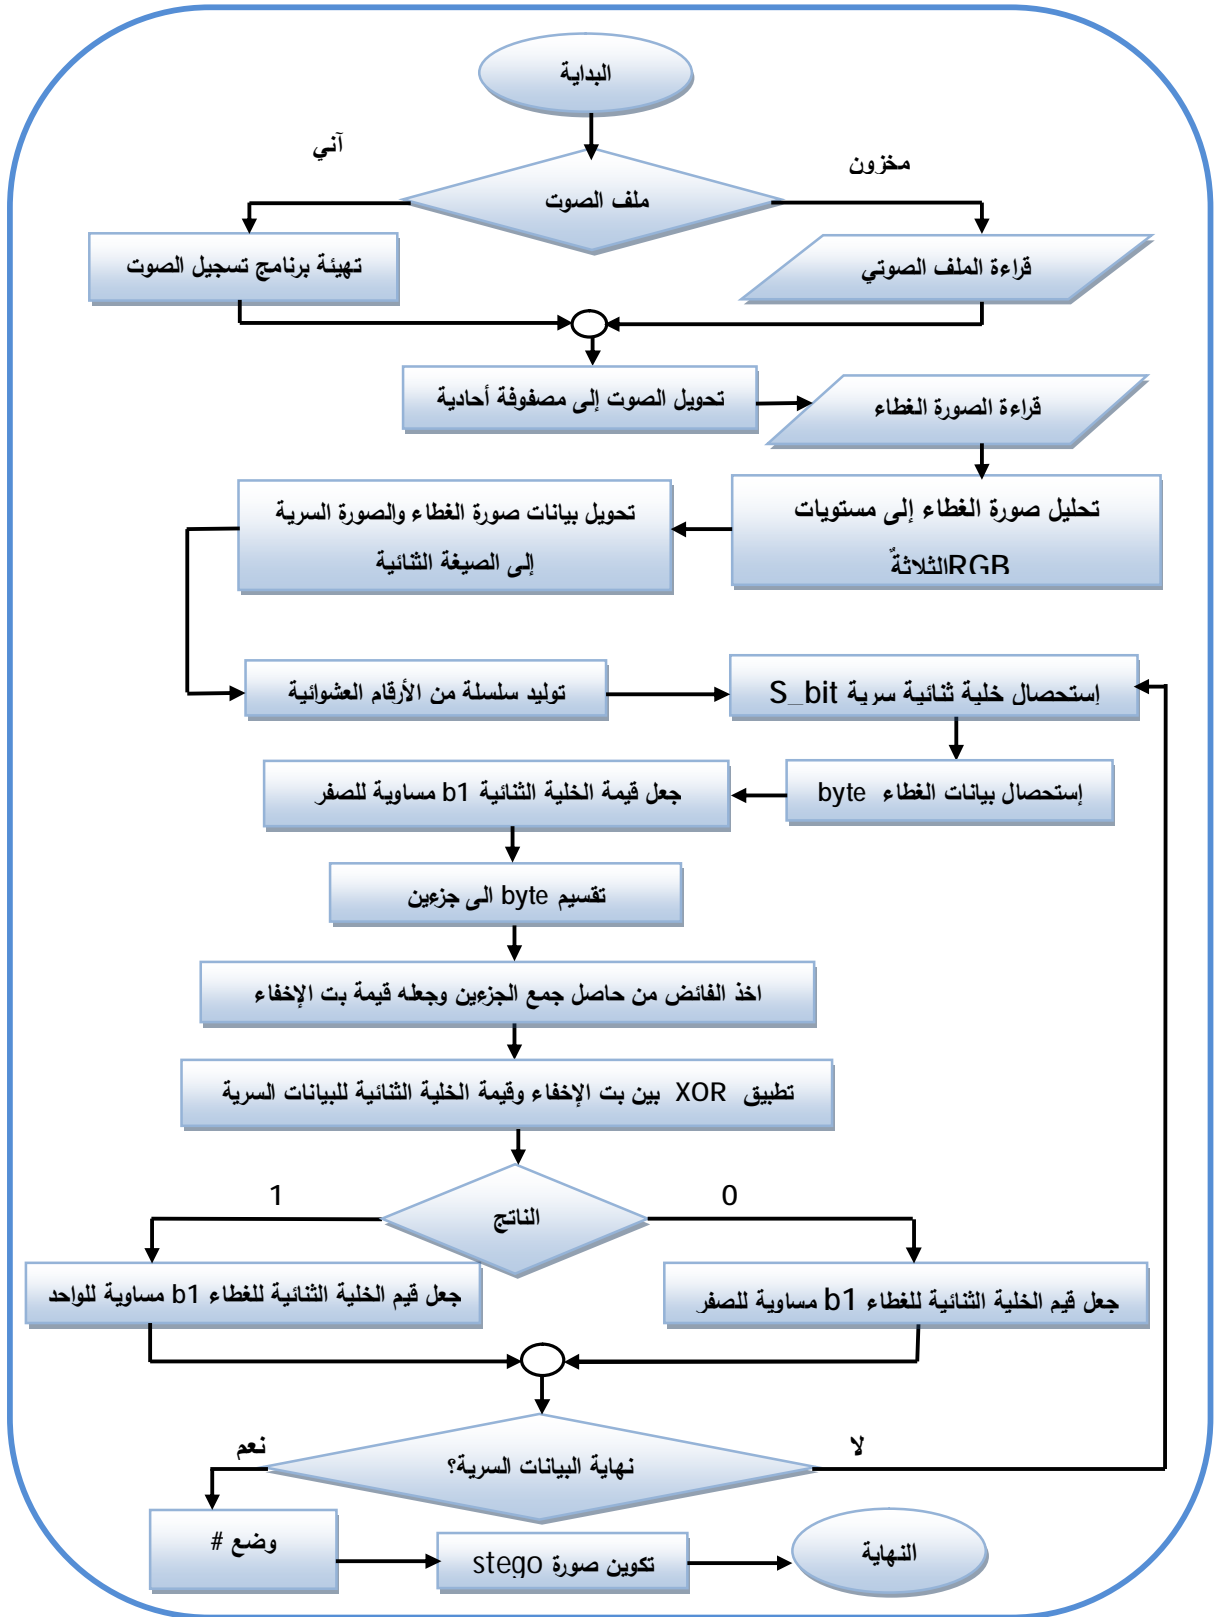 البداية
آني
مخزون
ملف الصوت
تهيئة برنامج تسجيل الصوت
قراءة الملف الصوتي
تحويل الصوت إلى مصفوفة أحادية
قراءة الصورة الغطاء
تحليل صورة الغطاء إلى مستويات
RGBالثلاثةٌ
تحويل بيانات صورة الغطاء والصورة السرية
إلى الصيغة الثنائية
توليد سلسلة من الأرقام العشوائية
إستحصال خلية ثنائية سرية S_bit
إستحصال بيانات الغطاء byte
جعل قيمة الخلية الثنائية b1 مساوية للصفر
تقسيم byte الى جزءين
اخذ الفائض من حاصل جمع الجزءين وجعله قيمة بت الإخفاء
تطبيق XOR بين بت الإخفاء وقيمة الخلية الثنائية للبيانات السرية
1
0
الناتج
جعل قيم الخلية الثنائية للغطاء b1 مساوية للواحد
جعل قيم الخلية الثنائية للغطاء b1 مساوية للصفر
نعم
لا
نهاية البيانات السرية؟
وضع #
تكوين صورة stego
النهاية